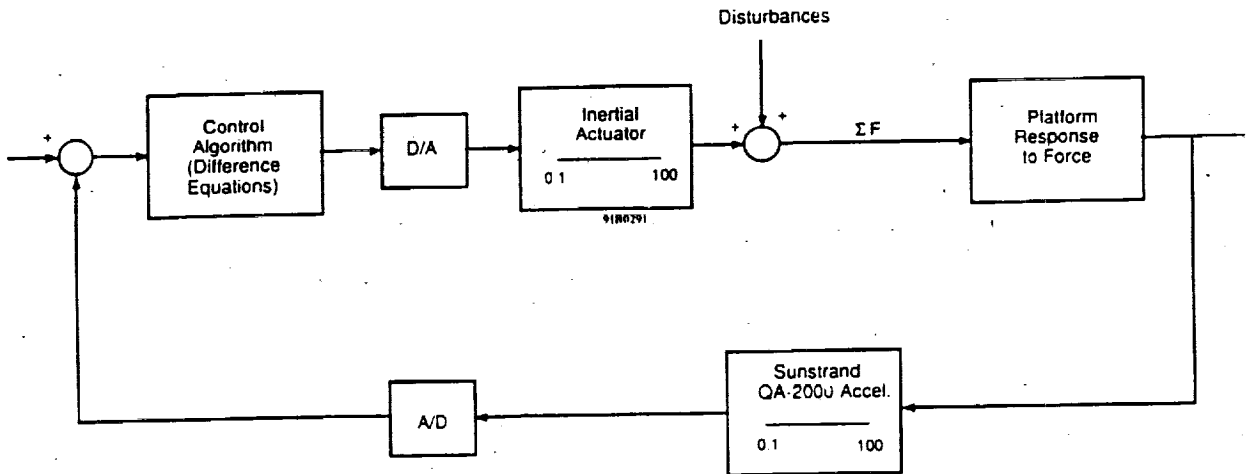 Disturbances
+
Control
Algorithm
(Difference
Equations)
D/A
Inertial
Actuator
0.1 100
91B0291
+
+
ΣF
Platform
Response
to Force
A/D
Sunstrand
QA-2000 Accel.
0.1 100